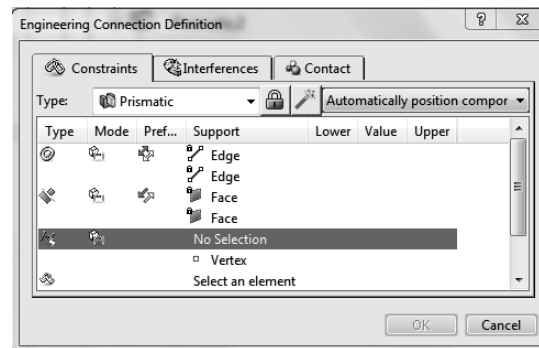 Engineering Connection Definition
Constraints Interferences Contact
Type: Prismatic Automatically position compor
Type Mode Pref... Support Lower Value Upper
Edge
Edge
Face
Face
No Selection
Vertex
Select an element
OK Cancel